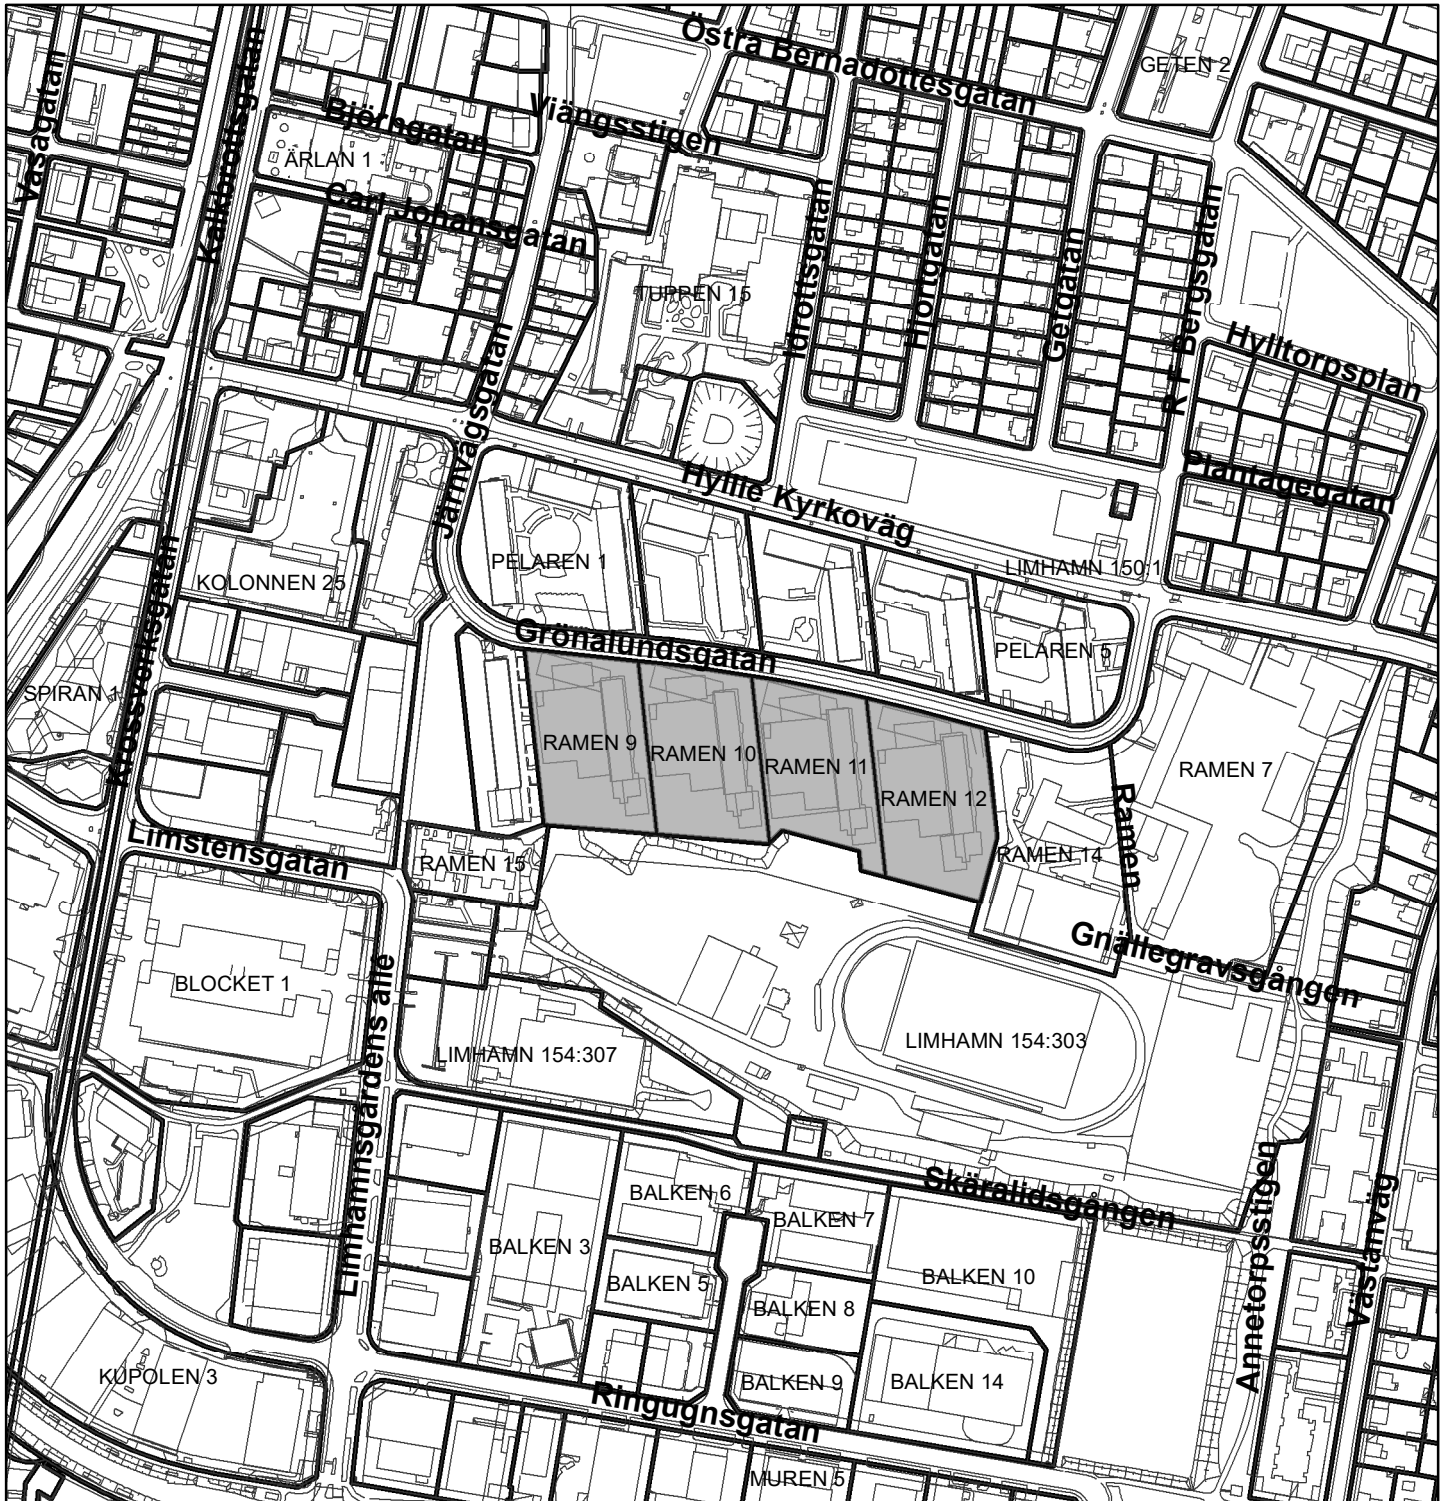 Östra Bernadottesgatan
GETEN 2
Vasagatan
Kalkbrottsgatan
Björngatan
Vängsstigen
ÄRLAN 1
Carl Johansgatan
TUPPEN 15
Idrottsgatan
Hjortgatan
Getgatan
R F Bergsgatan
Hylltorpsplan
Järnvägsgatan
Plantagegatan
Hyllie Kyrkoväg
PELAREN 1
LIMHAMN 150:1
KOLONNEN 25
Krossverksgatan
Grönalundsgatan
PELAREN 5
SPIRAN 1
RAMEN 9
RAMEN 10
RAMEN 11
RAMEN 12
RAMEN 7
Ramen
Limstensgatan
RAMEN 15
RAMEN 14
Gnällegravsgången
BLOCKET 1
Limhamnsgårdens allé
LIMHAMN 154:307
LIMHAMN 154:303
Skäralidsgången
BALKEN 6
BALKEN 7
BALKEN 3
BALKEN 5
BALKEN 8
BALKEN 10
Annetorpsstigen
Västanväg
KUPOLEN 3
BALKEN 9
BALKEN 14
Ringugnsgatan
MUREN 5